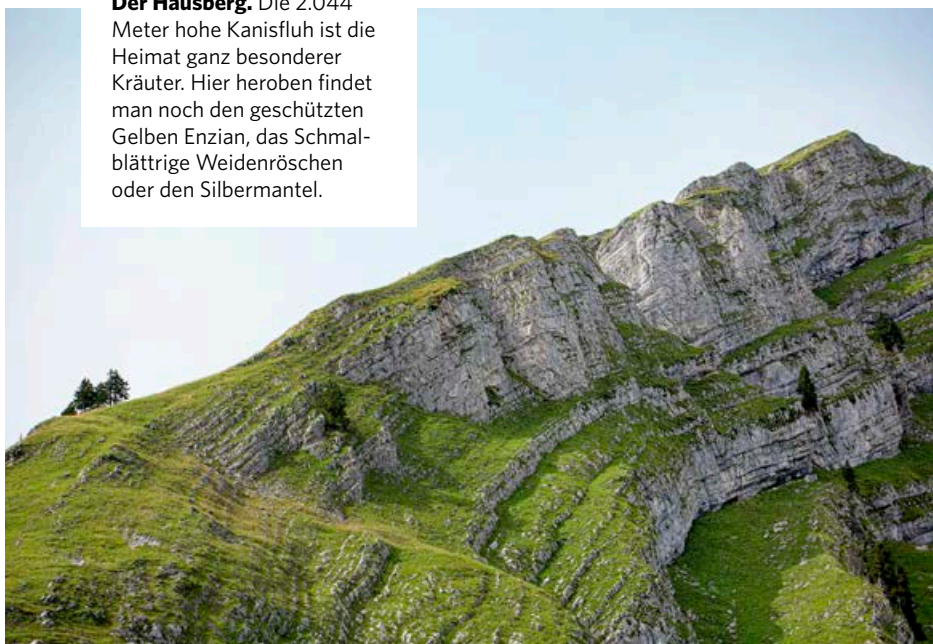 Der Hausberg. Die 2.044
Meter hohe Kanisfluh ist die
Heimat ganz besonderer
Kräuter. Hier heroben findet
man noch den geschützten
Gelben Enzian, das Schmal-
blättrige Weidenröschen
oder den Silbermantel.